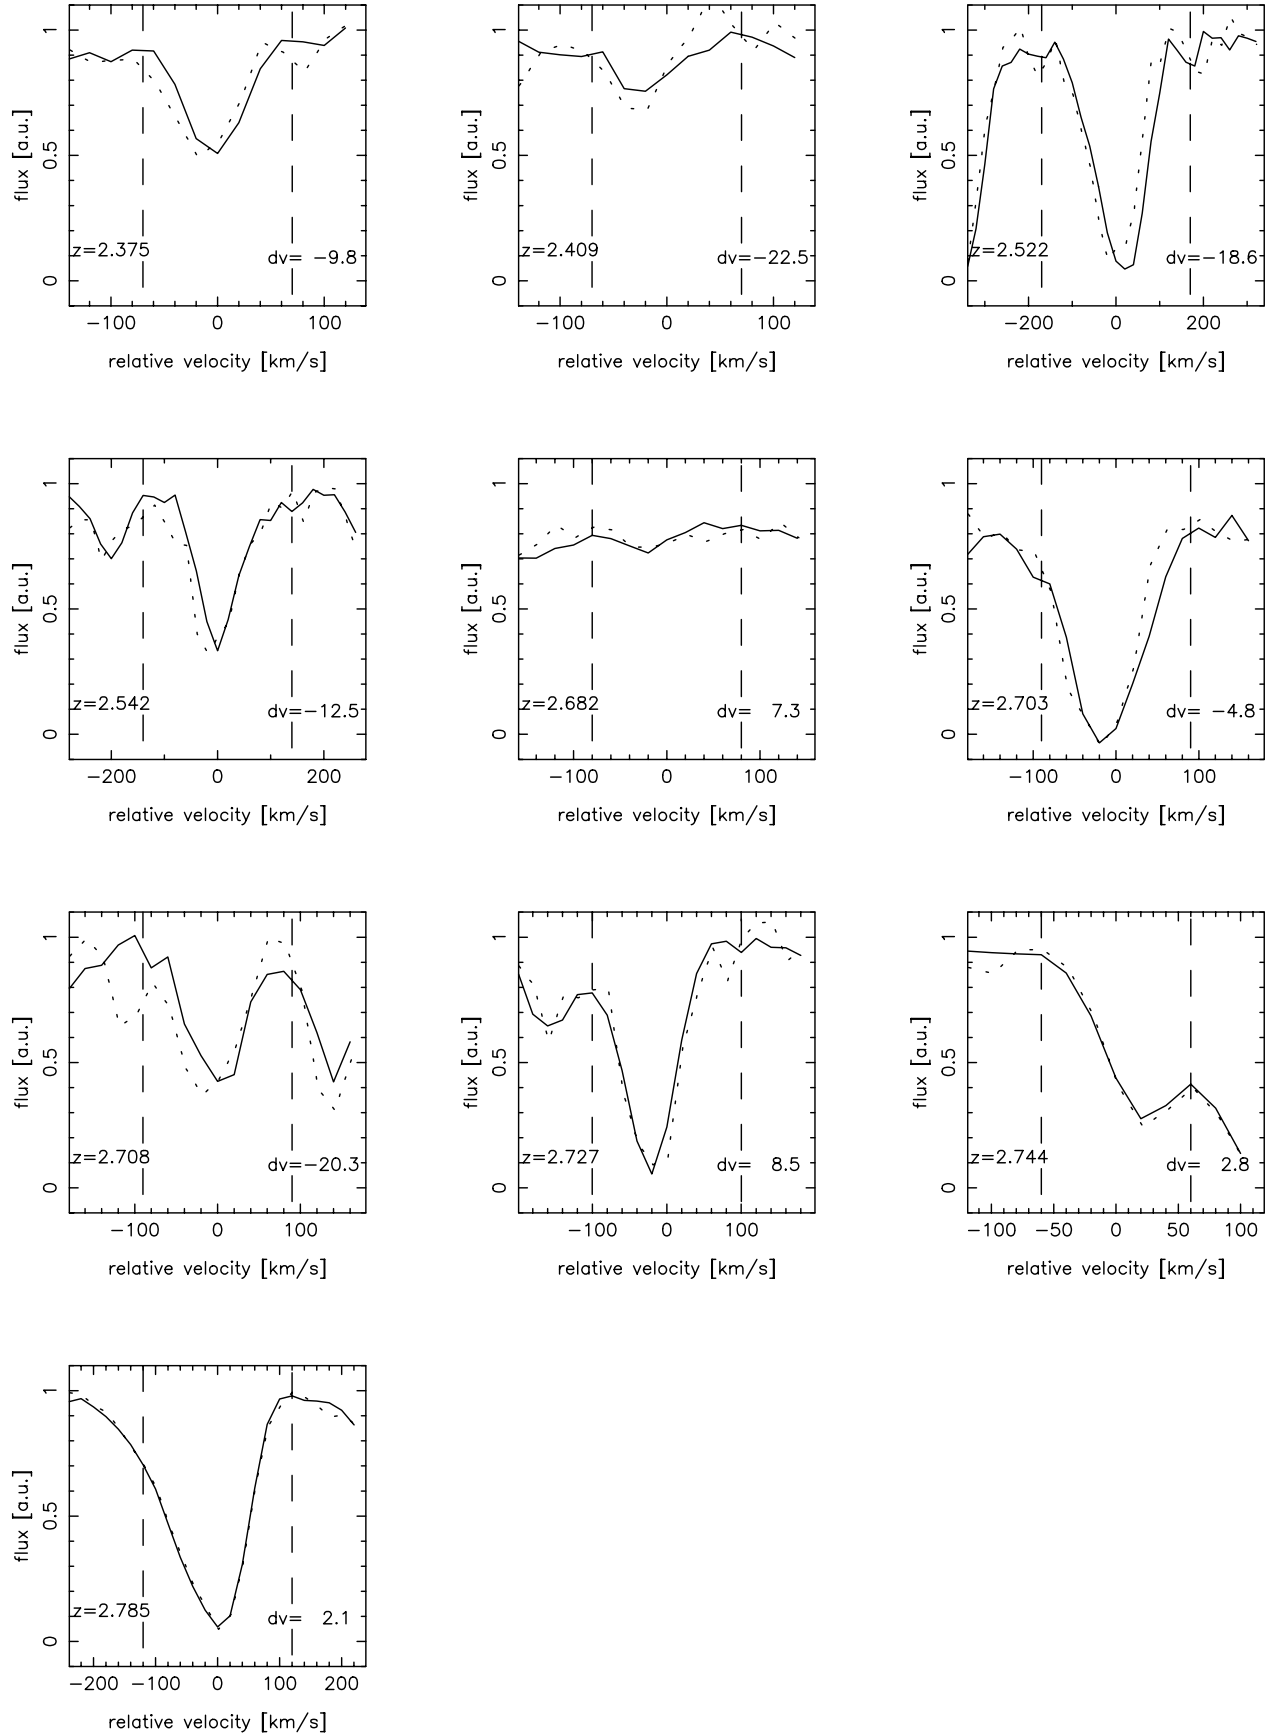 1
0.5
0
flux [a.u.]
z=2.375
dv= −9.8
−100 0 100
relative velocity [km/s]
1
0.5
0
flux [a.u.]
z=2.409
dv=−22.5
−100 0 100
relative velocity [km/s]
1
0.5
0
flux [a.u.]
z=2.522
dv=−18.6
−200 0 200
relative velocity [km/s]
1
0.5
0
flux [a.u.]
z=2.542
dv=−12.5
−200 0 200
relative velocity [km/s]
1
0.5
0
flux [a.u.]
z=2.682
dv= 7.3
−100 0 100
relative velocity [km/s]
1
0.5
0
flux [a.u.]
z=2.703
dv= −4.8
−100 0 100
relative velocity [km/s]
1
0.5
0
flux [a.u.]
z=2.708
dv=−20.3
−100 0 100
relative velocity [km/s]
1
0.5
0
flux [a.u.]
z=2.727
dv= 8.5
−100 0 100
relative velocity [km/s]
1
0.5
0
flux [a.u.]
z=2.744
dv= 2.8
−100 −50 0 50 100
relative velocity [km/s]
1
0.5
0
flux [a.u.]
z=2.785
dv= 2.1
−200 −100 0 100 200
relative velocity [km/s]